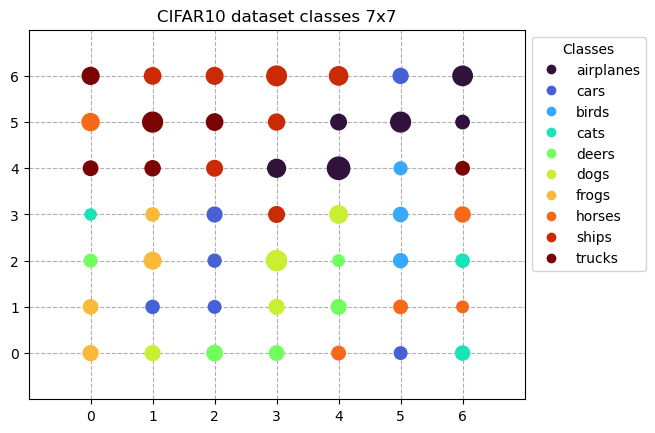 CIFAR10 dataset classes 7x7
6
5
4
3
2
1
0
0 1 2 3 4 5 6
Classes
airplanes
cars
birds
cats
deers
dogs
frogs
horses
ships
trucks